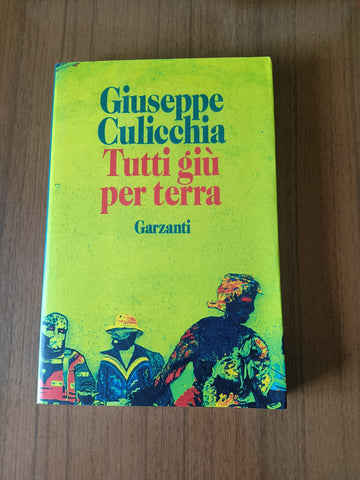 Giuseppe
Culicchia
Tutti giù
per terra
Garzanti